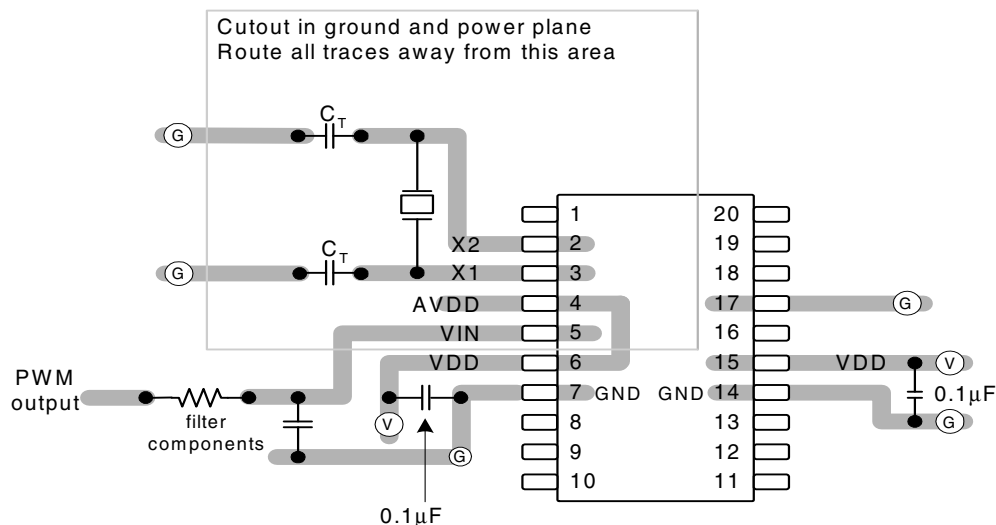 Cutout in ground and power plane
Route all traces away from this area
G
CT
G
CT
X2
X1
AVDD
VIN
VDD
1
2
3
4
5
6
7
8
9
10
GND
20
19
18
17
16
15
14
13
12
11
GND
G
VDD
V
0.1µF
G
PWM
output
filter
components
V
G
0.1µF